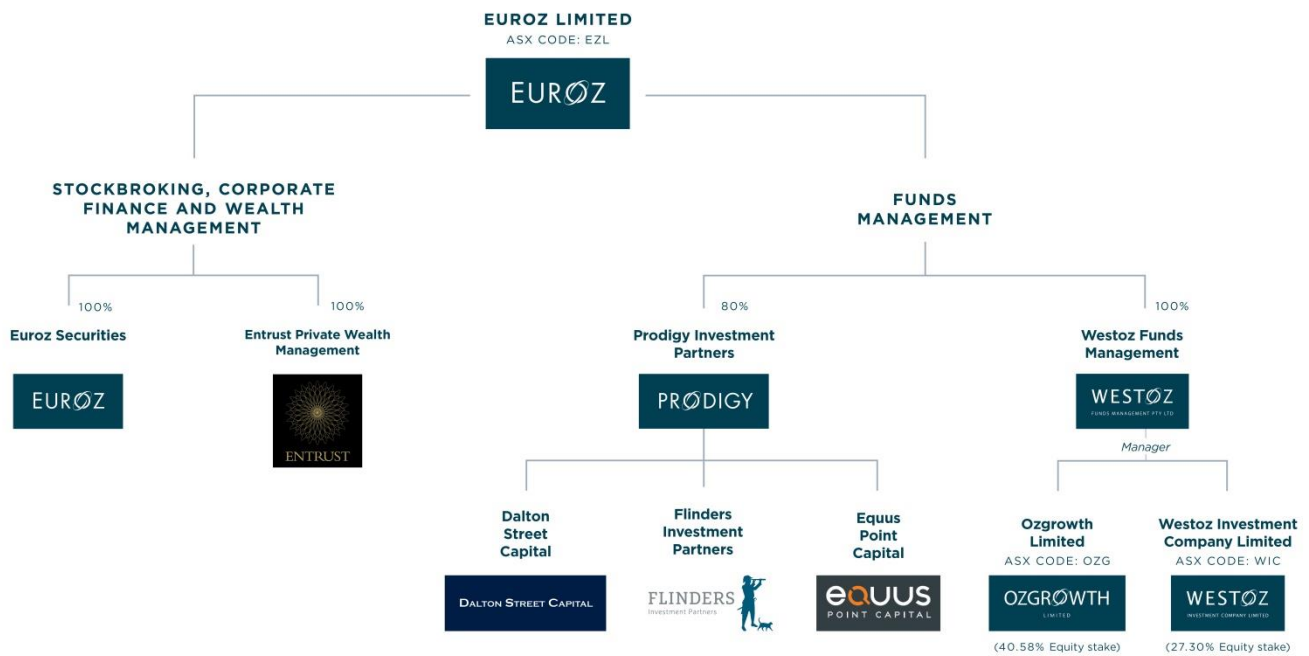 EUROZ LIMITED
ASX CODE: EZL
EUROZ
STOCKBROKING, CORPORATE
FINANCE AND WEALTH
MANAGEMENT
FUNDS
MANAGEMENT
100%
Euroz Securities
EUROZ
100%
Entrust Private Wealth
Management
ENTRUST
80%
Prodigy Investment
Partners
PRODIGY
100%
Westoz Funds
Management
WESTOZ
FUNDS MANAGEMENT PTY LTD
Manager
Dalton
Street
Capital
DALTON STREET CAPITAL
Flinders
Investment
Partners
FLINDERS
Investment Partners
Equus
Point
Capital
eQUUS
POINT CAPITAL
Ozgrowth
Limited
ASX CODE: OZG
OZGROWTH
LIMITED
(40.58% Equity stake)
Westoz Investment
Company Limited
ASX CODE: WIC
WESTOZ
INVESTMENT COMPANY LIMITED
(27.30% Equity stake)